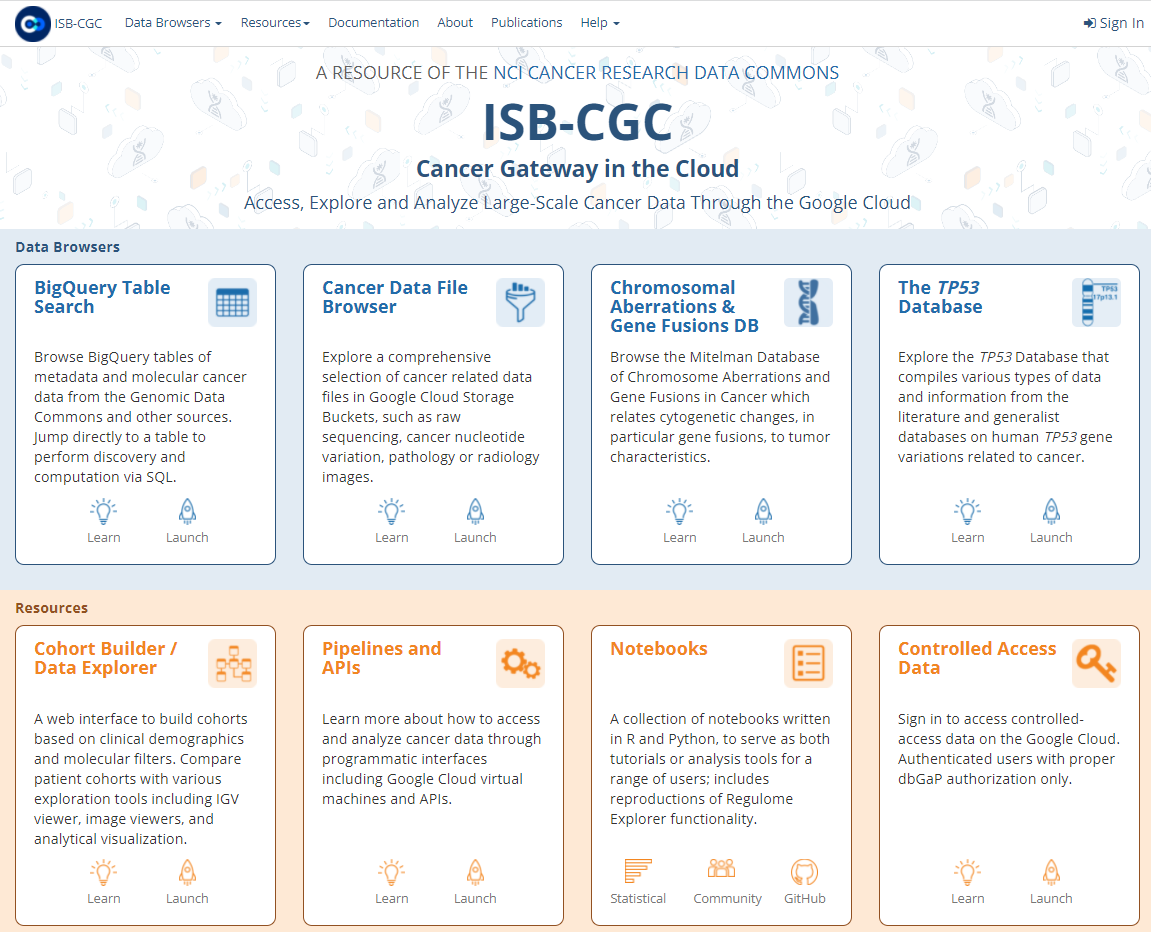 ISB-CGC Data Browsers Resources Documentation About Publications Help Sign In
A RESOURCE OF THE NCI CANCER RESEARCH DATA COMMONS
ISB-CGC
Cancer Gateway in the Cloud
Access, Explore and Analyze Large-Scale Cancer Data Through the Google Cloud
Data Browsers
BigQuery Table
Search
Browse BigQuery tables of
metadata and molecular cancer
data from the Genomic Data
Commons and other sources.
Jump directly to a table to
perform discovery and
computation via SQL.
Learn Launch
Cancer Data File
Browser
Explore a comprehensive
selection of cancer related data
files in Google Cloud Storage
Buckets, such as raw
sequencing, cancer nucleotide
variation, pathology or radiology
images.
Learn Launch
Chromosomal
Aberrations &
Gene Fusions DB
Browse the Mitelman Database
of Chromosome Aberrations and
Gene Fusions in Cancer which
relates cytogenetic changes, in
particular gene fusions, to tumor
characteristics.
Learn Launch
The TP53
Database
TP53
17p13.1
Explore the TP53 Database that
compiles various types of data
and information from the
literature and generalist
databases on human TP53 gene
variations related to cancer.
Learn Launch
Resources
Cohort Builder /
Data Explorer
A web interface to build cohorts
based on clinical demographics
and molecular filters. Compare
patient cohorts with various
exploration tools including IGV
viewer, image viewers, and
analytical visualization.
Learn Launch
Pipelines and
APIs
Learn more about how to access
and analyze cancer data through
programmatic interfaces
including Google Cloud virtual
machines and APIs.
Learn Launch
Notebooks
A collection of notebooks written
in R and Python, to serve as both
tutorials or analysis tools for a
range of users; includes
reproductions of Regulome
Explorer functionality.
Statistical Community GitHub
Controlled Access
Data
Sign in to access controlled-
access data on the Google Cloud.
Authenticated users with proper
dbGaP authorization only.
Learn Launch